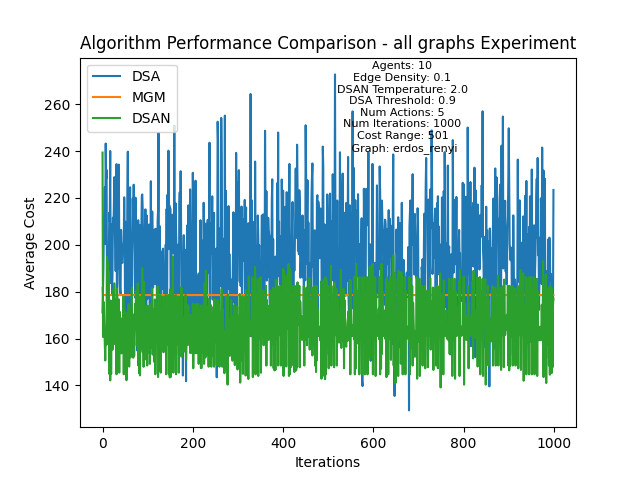 Algorithm Performance Comparison - all graphs Experiment
DSA
MGM
DSAN
Agents: 10
Edge Density: 0.1
DSAN Temperature: 2.0
DSA Threshold: 0.9
Num Actions: 5
Num Iterations: 1000
Cost Range: 501
Graph: erdos_renyi
Average Cost
260
240
220
200
180
160
140
0
200
400
600
800
1000
Iterations